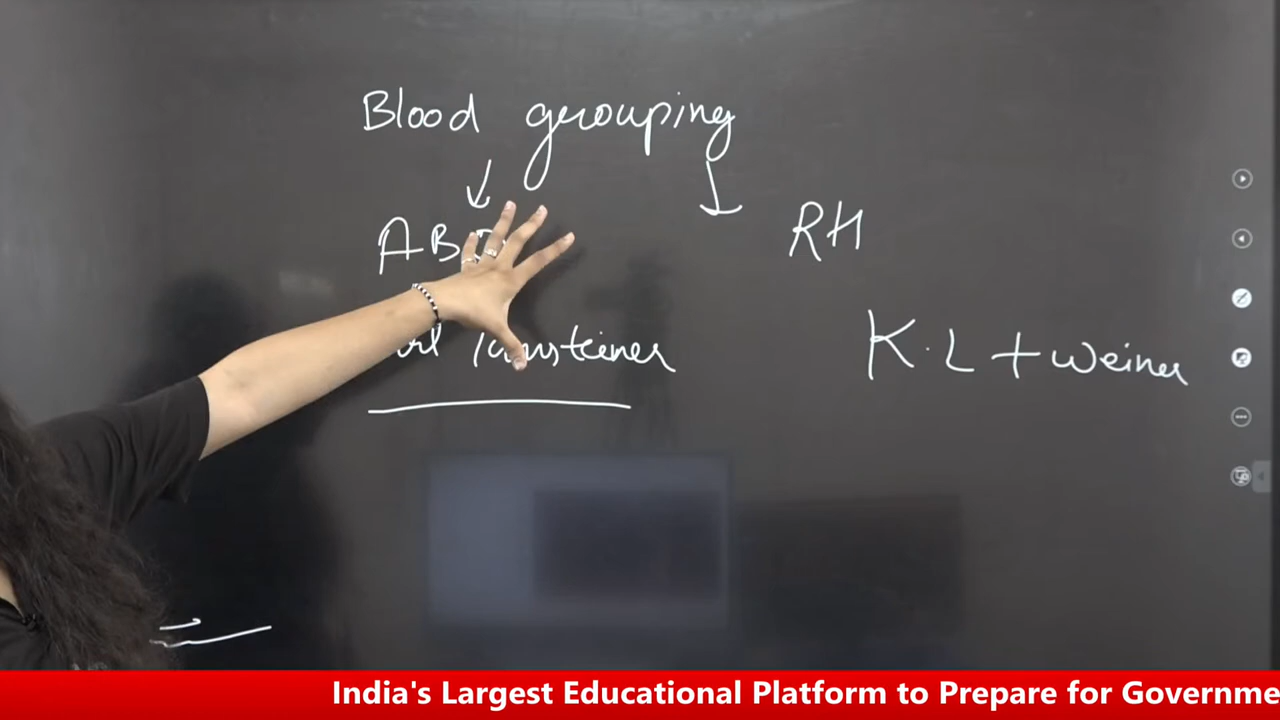 Blood grouping
AB
RH
K.L + Weiner
India's Largest Educational Platform to Prepare for Governme